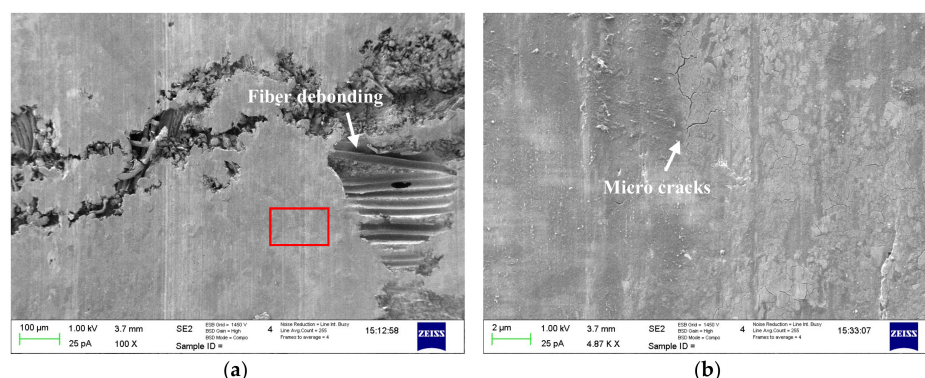 Fiber debonding
100 µm
1.00 kV
3.7 mm
SE2
ESB Grid = 1450 V
BSD Gain = High
BSD Mode = Compo
4
Noise Reduction = Line Int. Busy
Line Avg.Count = 255
Frames to average = 4
15:12:58
ZEISS
25 pA
100 X
Sample ID =
(a)
Micro cracks
2 µm
1.00 kV
3.7 mm
SE2
ESB Grid = 1450 V
BSD Gain = High
BSD Mode = Compo
4
Noise Reduction = Line Int. Busy
Line Avg.Count = 255
Frames to average = 4
15:33:07
ZEISS
25 pA
4.87 K X
Sample ID =
(b)